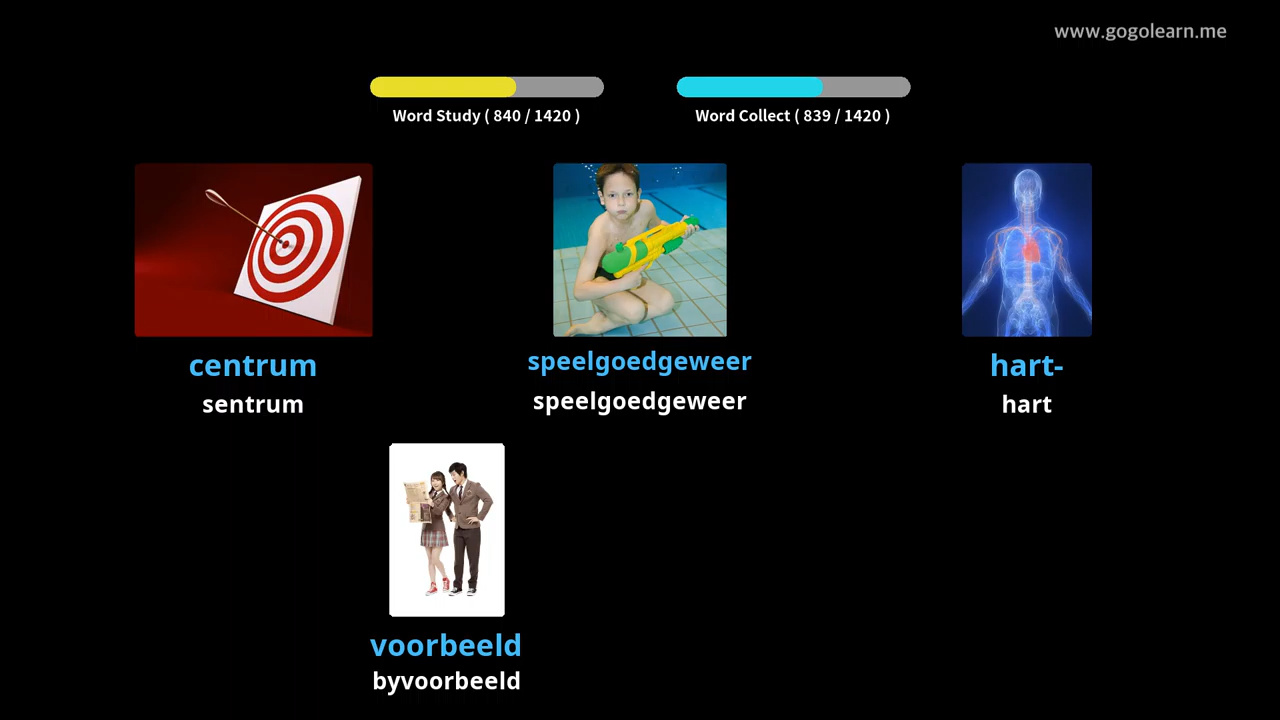 www.gogolearn.me
Word Study ( 840 / 1420 )
Word Collect ( 839 / 1420 )
centrum
sentrum
speelgoedgeweer
speelgoedgeweer
hart-
hart
voorbeeld
byvoorbeeld